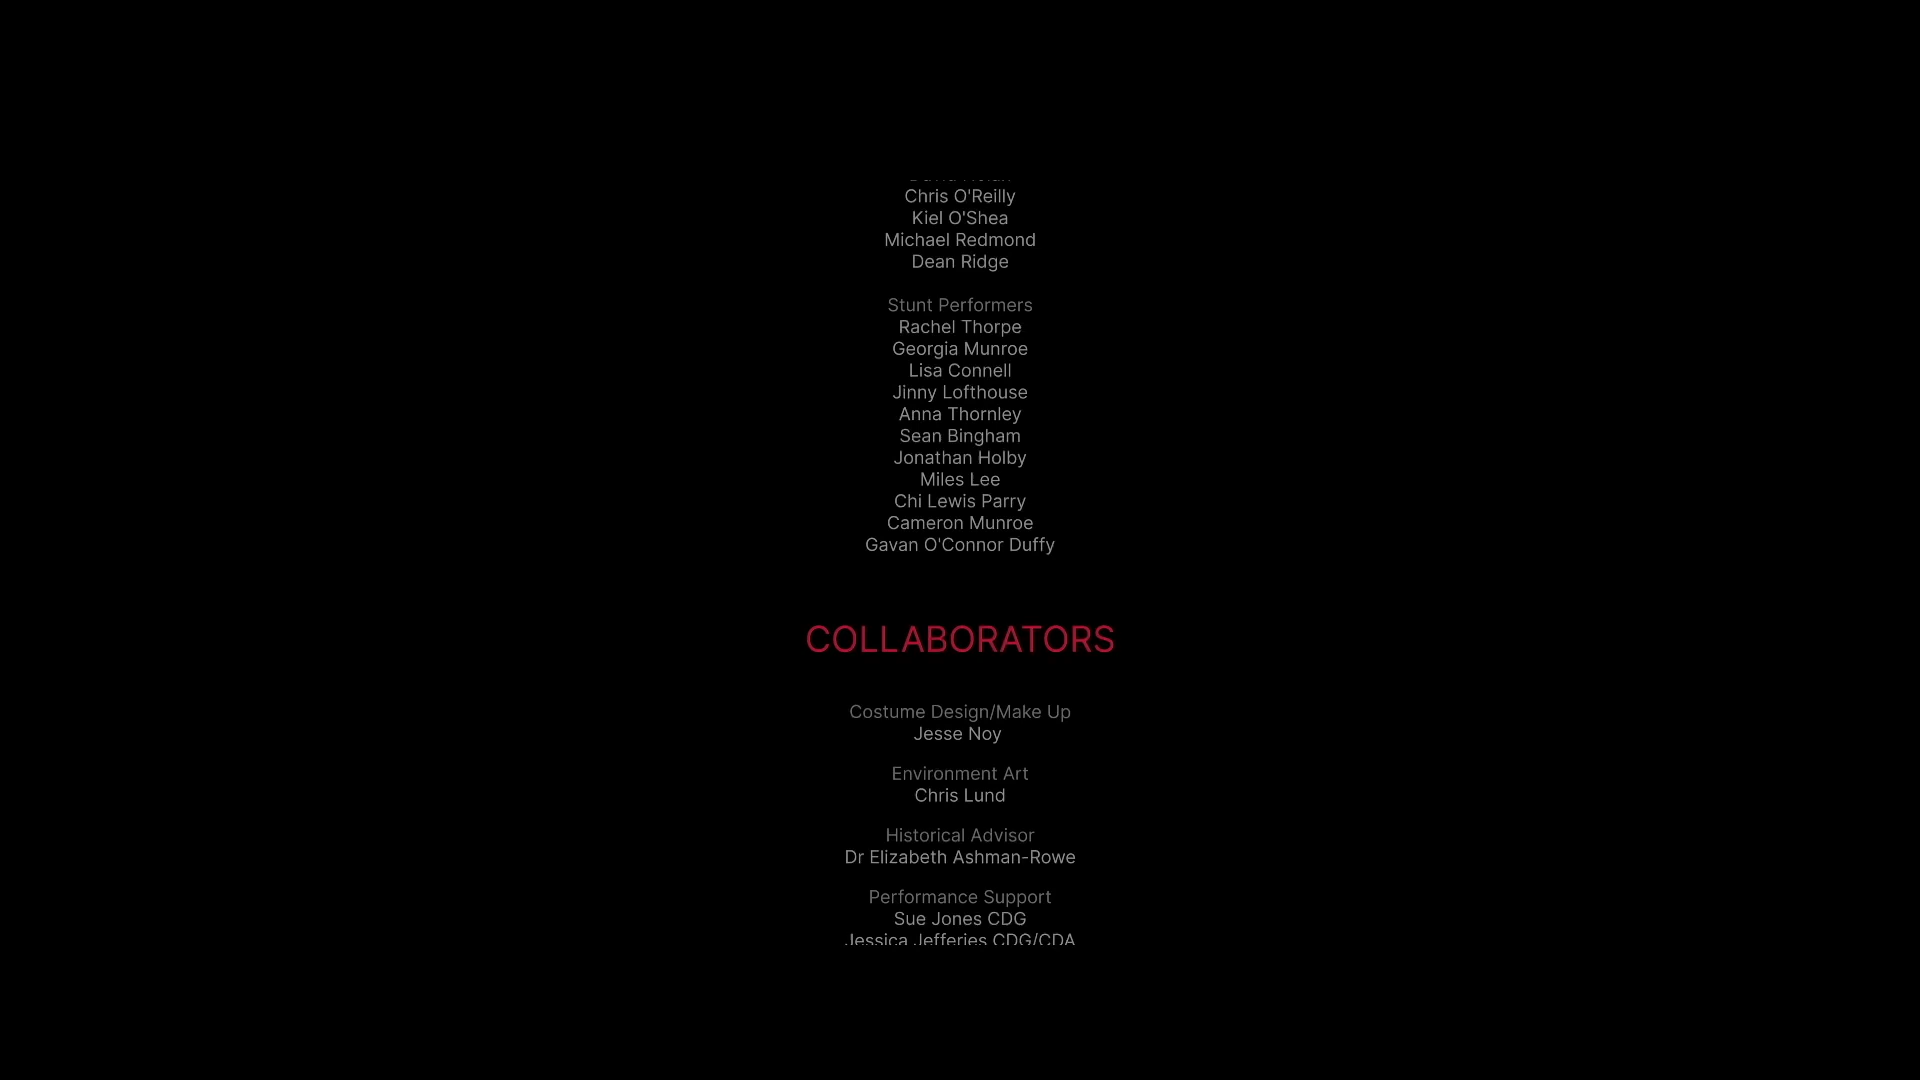 Chris O'Reilly
Kiel O'Shea
Michael Redmond
Dean Ridge
Stunt Performers
Rachel Thorpe
Georgia Munroe
Lisa Connell
Jinny Lofthouse
Anna Thornley
Sean Bingham
Jonathan Holby
Miles Lee
Chi Lewis Parry
Cameron Munroe
Gavan O'Connor Duffy
COLLABORATORS
Costume Design/Make Up
Jesse Noy
Environment Art
Chris Lund
Historical Advisor
Dr Elizabeth Ashman-Rowe
Performance Support
Sue Jones CDG
Jessica Jefferies CDG/CDA